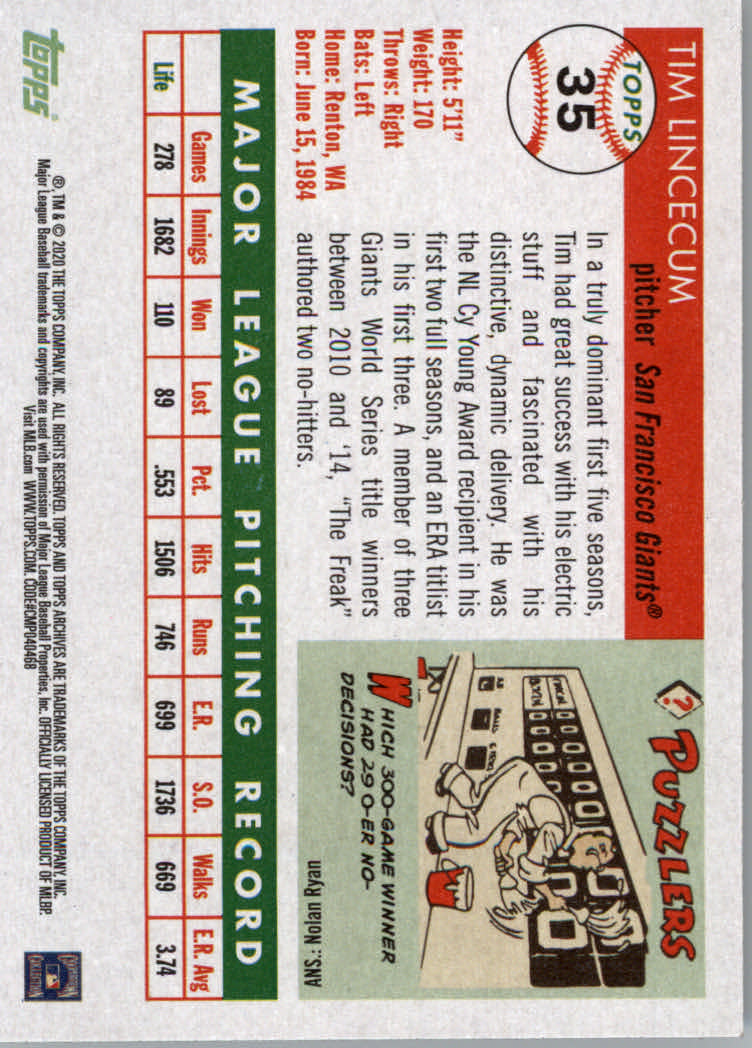 TOPPS
35
TIM LINCECUM
pitcher San Francisco Giants®
Height: 5'11"
Weight: 170
Throws: Right
Bats: Left
Home: Renton, WA
Born: June 15, 1984
In a truly dominant first five seasons,
Tim had great success with his electric
stuff and fascinated with his
distinctive, dynamic delivery. He was
the NL Cy Young Award recipient in his
first two full seasons, and an ERA titlist
in his first three. A member of three
Giants World Series title winners
between 2010 and '14, "The Freak"
authored two no-hitters.
? PUZZLERS
WHICH 300-GAME WINNER
HAD 29 0-ER NO-
DECISIONS?
ANS.: Nolan Ryan
MAJOR LEAGUE PITCHING RECORD
Games Innings Won Lost Pct. Hits Runs E.R. S.O. Walks E.R. Avg
Life 278 1682 110 89 .553 1506 746 699 1736 669 3.74
topps
®, TM & © 2020 THE TOPPS COMPANY, INC. ALL RIGHTS RESERVED. TOPPS AND TOPPS ARCHIVES ARE TRADEMARKS OF THE TOPPS COMPANY, INC.
Major League Baseball trademarks and copyrights are used with permission of Major League Baseball Properties, Inc. OFFICIALLY LICENSED PRODUCT OF MLBP.
Visit MLB.com WWW.TOPPS.COM. CODE#CMP040468
COOPERSTOWN
COLLECTION